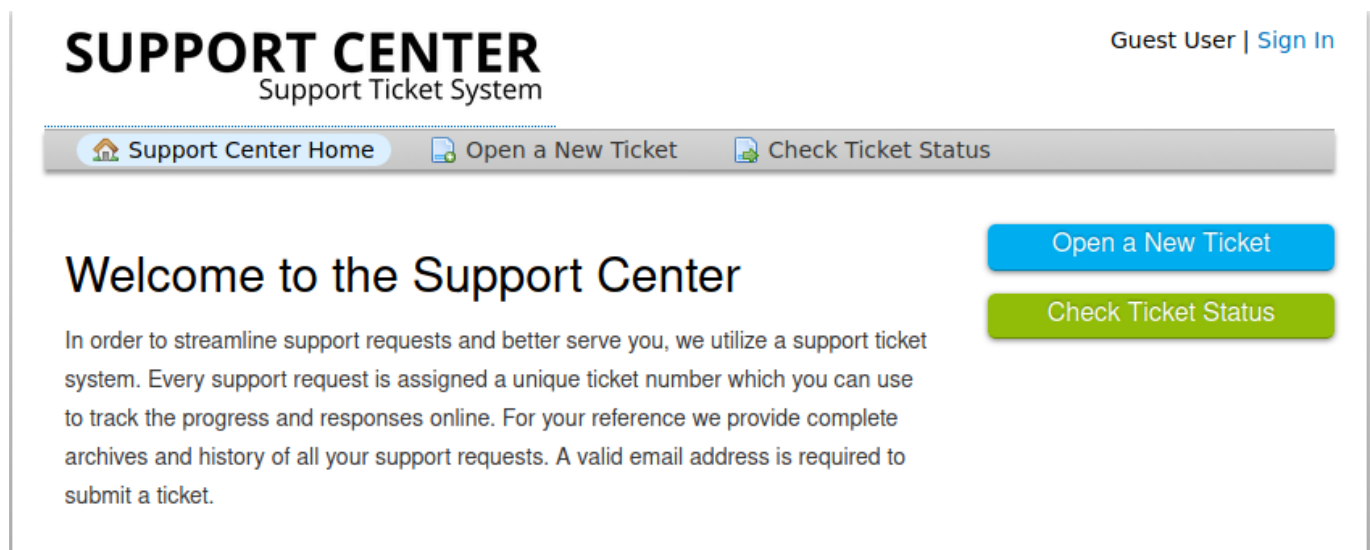 SUPPORT CENTER
Support Ticket System
Guest User | Sign In
Support Center Home Open a New Ticket Check Ticket Status
Welcome to the Support Center
In order to streamline support requests and better serve you, we utilize a support ticket
system. Every support request is assigned a unique ticket number which you can use
to track the progress and responses online. For your reference we provide complete
archives and history of all your support requests. A valid email address is required to
submit a ticket.
Open a New Ticket
Check Ticket Status